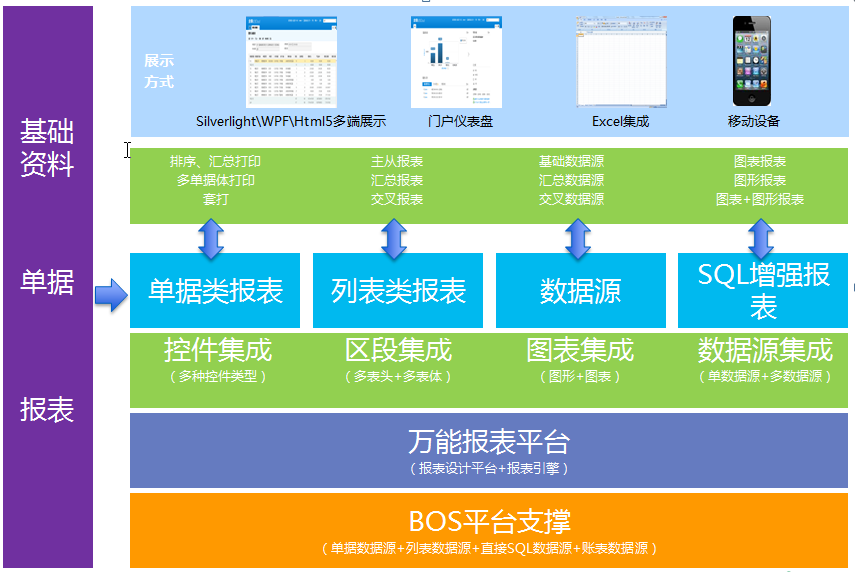 基础
资料
单据
报表
展示
方式
Silverlight\WPF\Html5多端展示
门户仪表盘
Excel集成
移动设备
排序、汇总打印
多单据体打印
套打
主从报表
汇总报表
交叉报表
基础数据源
汇总数据源
交叉数据源
图表报表
图形报表
图表+图形报表
单据类报表
列表类报表
数据源
SQL增强报
表
控件集成
（多种控件类型）
区段集成
（多表头+多表体）
图表集成
（图形+图表）
数据源集成
（单数据源+多数据源）
万能报表平台
（报表设计平台+报表引擎）
BOS平台支撑
（单据数据源+列表数据源+直接SQL数据源+账表数据源）